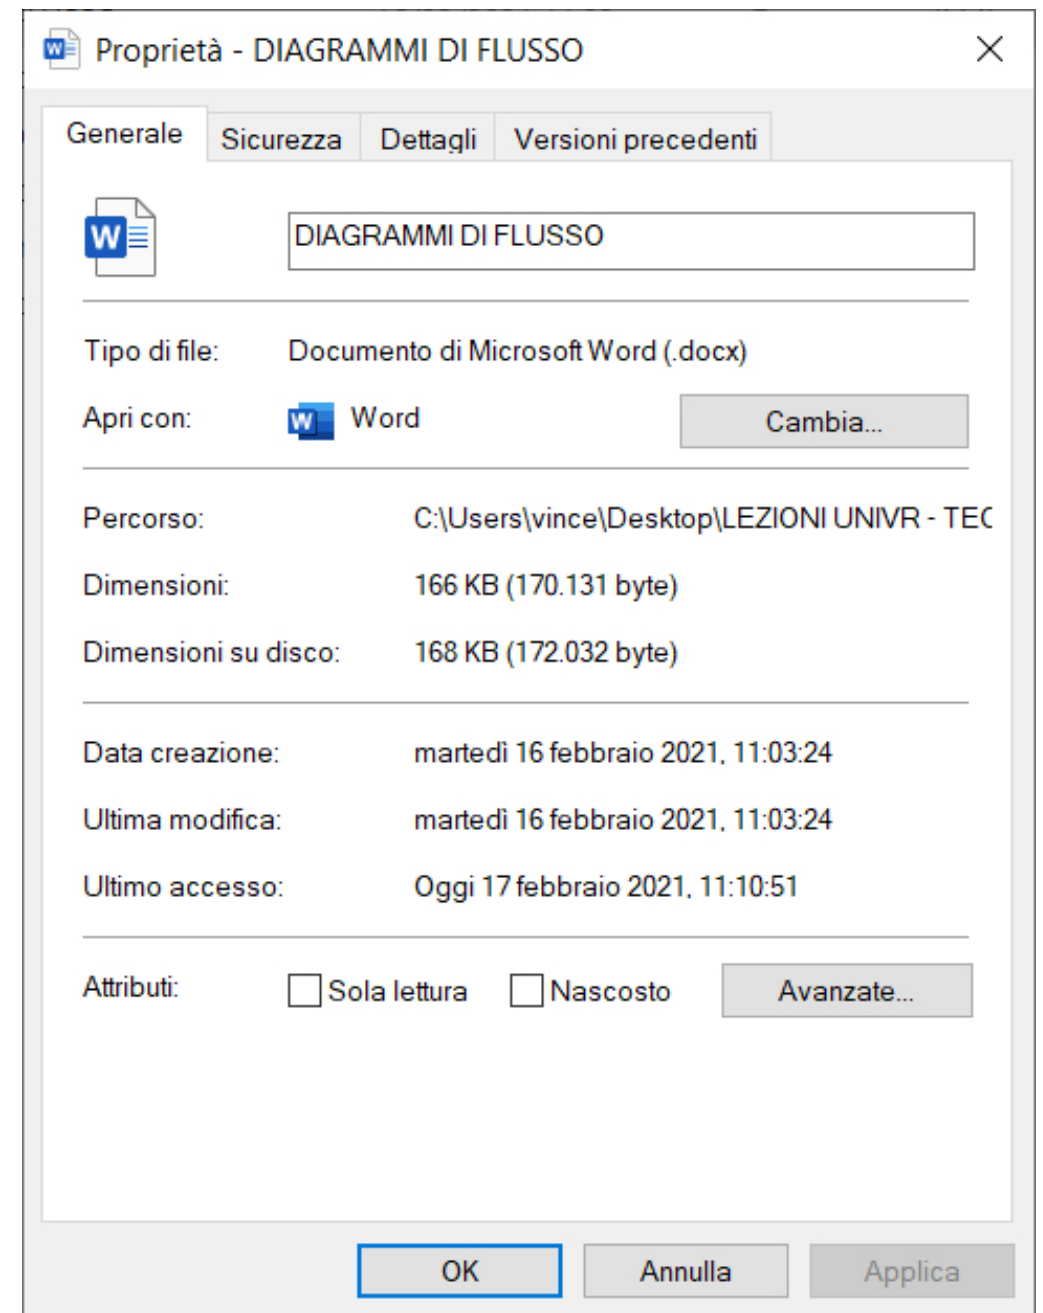 Proprietà - DIAGRAMMI DI FLUSSO
Generale Sicurezza Dettagli Versioni precedenti
DIAGRAMMI DI FLUSSO
Tipo di file: Documento di Microsoft Word (.docx)
Apri con: Word Cambia...
Percorso: C:\Users\vince\Desktop\LEZIONI UNIVR - TEC
Dimensioni: 166 KB (170.131 byte)
Dimensioni su disco: 168 KB (172.032 byte)
Data creazione: martedì 16 febbraio 2021, 11:03:24
Ultima modifica: martedì 16 febbraio 2021, 11:03:24
Ultimo accesso: Oggi 17 febbraio 2021, 11:10:51
Attributi: Sola lettura Nascosto Avanzate...
OK Annulla Applica